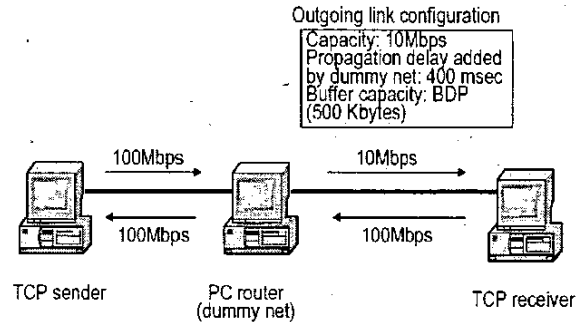 Outgoing link configuration
Capacity: 10Mbps
Propagation delay added
by dummy net: 400 msec
Buffer capacity: BDP
(500 Kbytes)
100Mbps
10Mbps
100Mbps
100Mbps
TCP sender
PC router
(dummy net)
TCP receiver